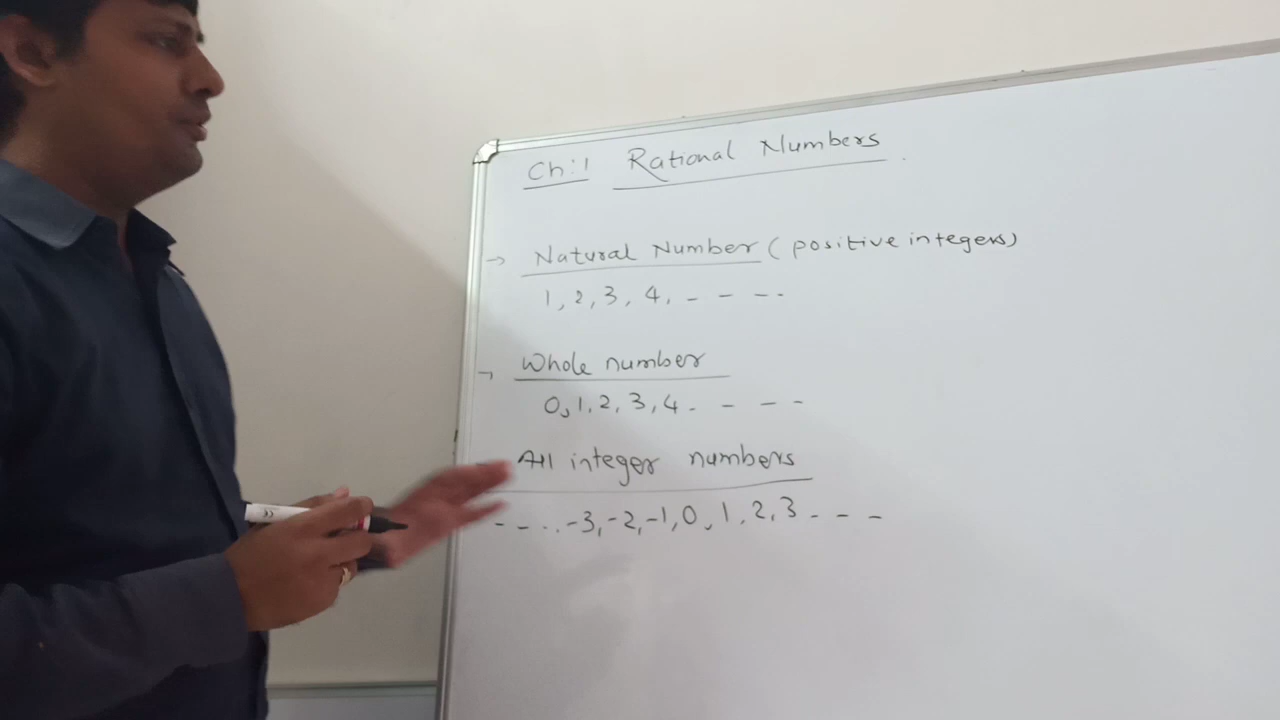 Ch:1 Rational Numbers
→ Natural Number (positive integers)
1, 2, 3, 4, - - - -
→ Whole number
0, 1, 2, 3, 4. - - -
All integer numbers
- - . . -3, -2, -1, 0, 1, 2, 3 - - -